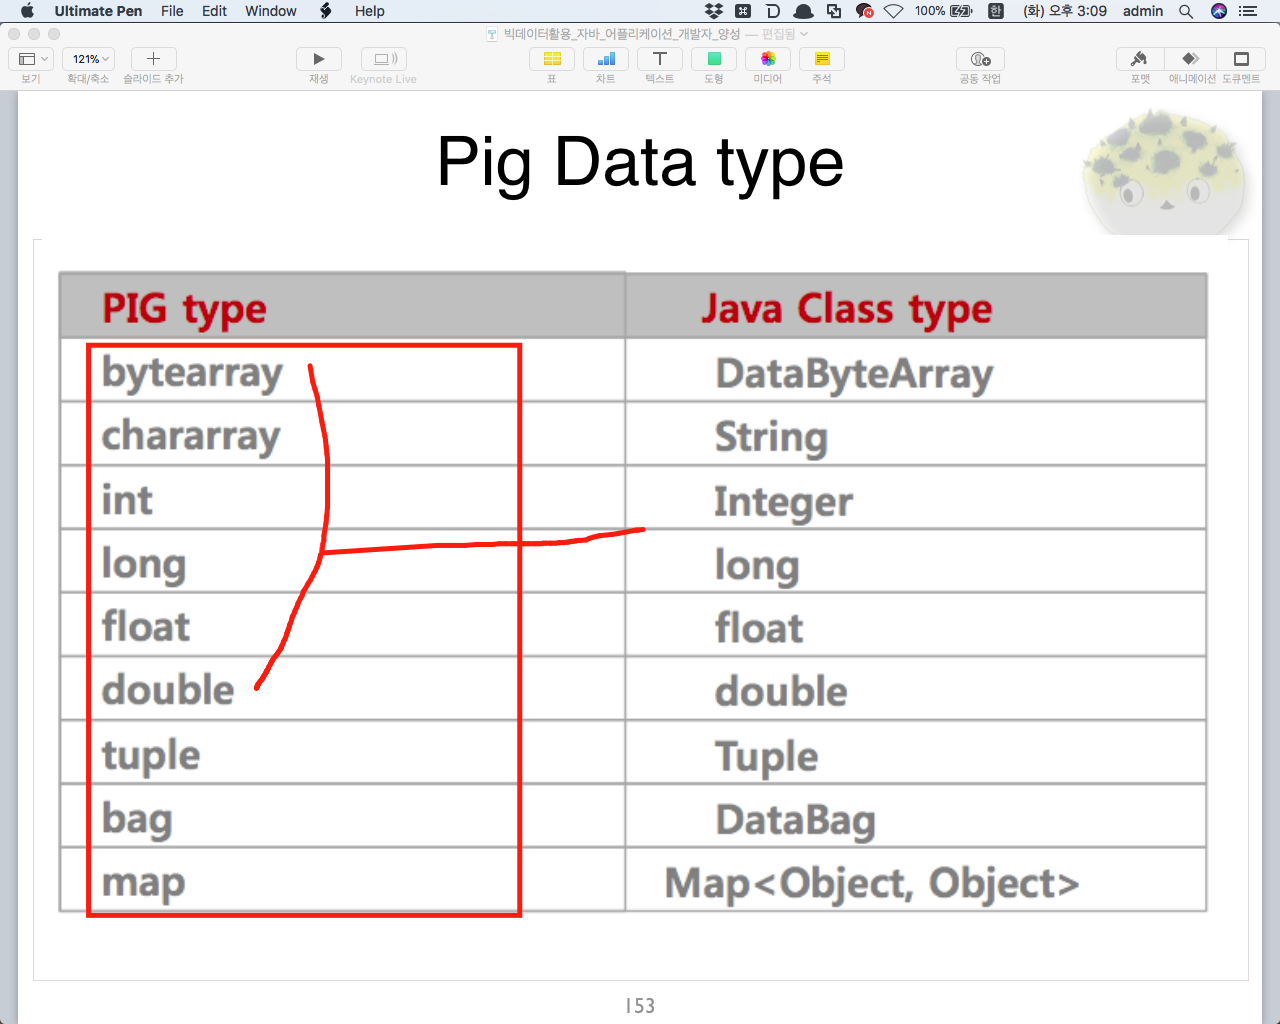 Ultimate Pen File Edit Window Help 100% 한 (화) 오후 3:09 admin
빅데이터활용_자바_어플리케이션_개발자_양성 — 편집됨
121%
보기 확대/축소 슬라이드 추가 재생 Keynote Live 표 차트 텍스트 도형 미디어 주석 공동 작업 포맷 애니메이션 도큐멘트
Pig Data type
PIG type Java Class type
bytearray DataByteArray
chararray String
int Integer
long long
float float
double double
tuple Tuple
bag DataBag
map Map<Object, Object>
153